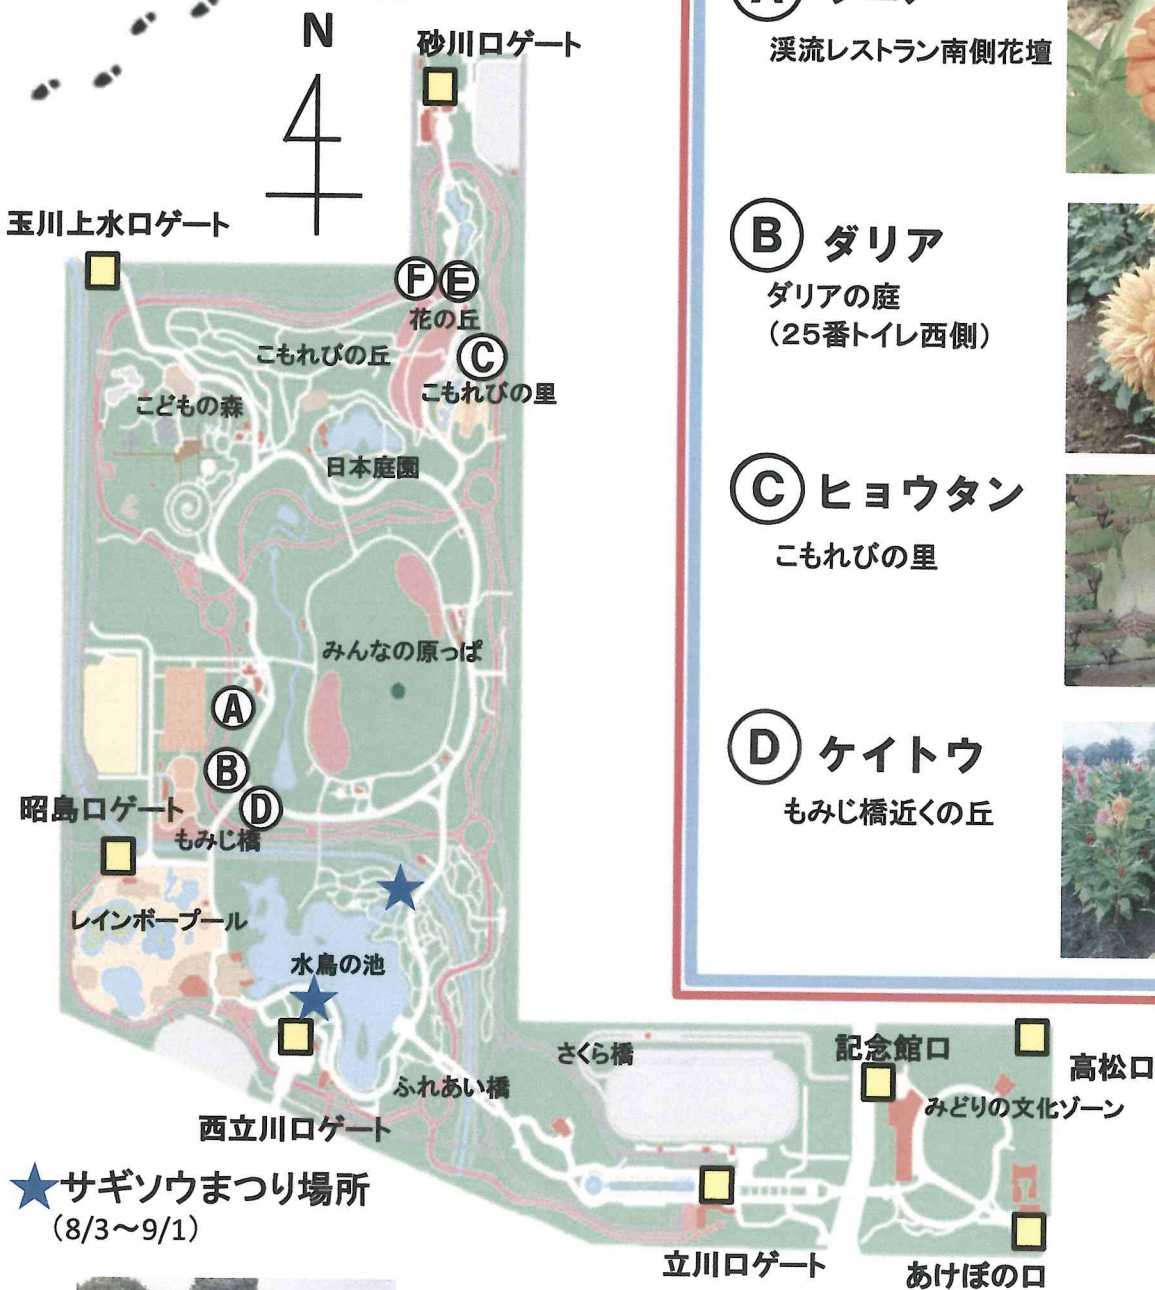 N
砂川口ゲート
玉川上水口ゲート
F
E
花の丘
こもれびの丘
C
こもれびの里
こどもの森
日本庭園
みんなの原っぱ
A
B
D
昭島口ゲート
もみじ橋
レインボープール
水鳥の池
さくら橋
ふれあい橋
記念館口
高松口
みどりの文化ゾーン
西立川口ゲート
立川口ゲート
あけぼの口
★サギソウまつり場所
(8/3～9/1)
渓流レストラン南側花壇
B ダリア
ダリアの庭
(25番トイレ西側)
C ヒョウタン
こもれびの里
D ケイトウ
もみじ橋近くの丘